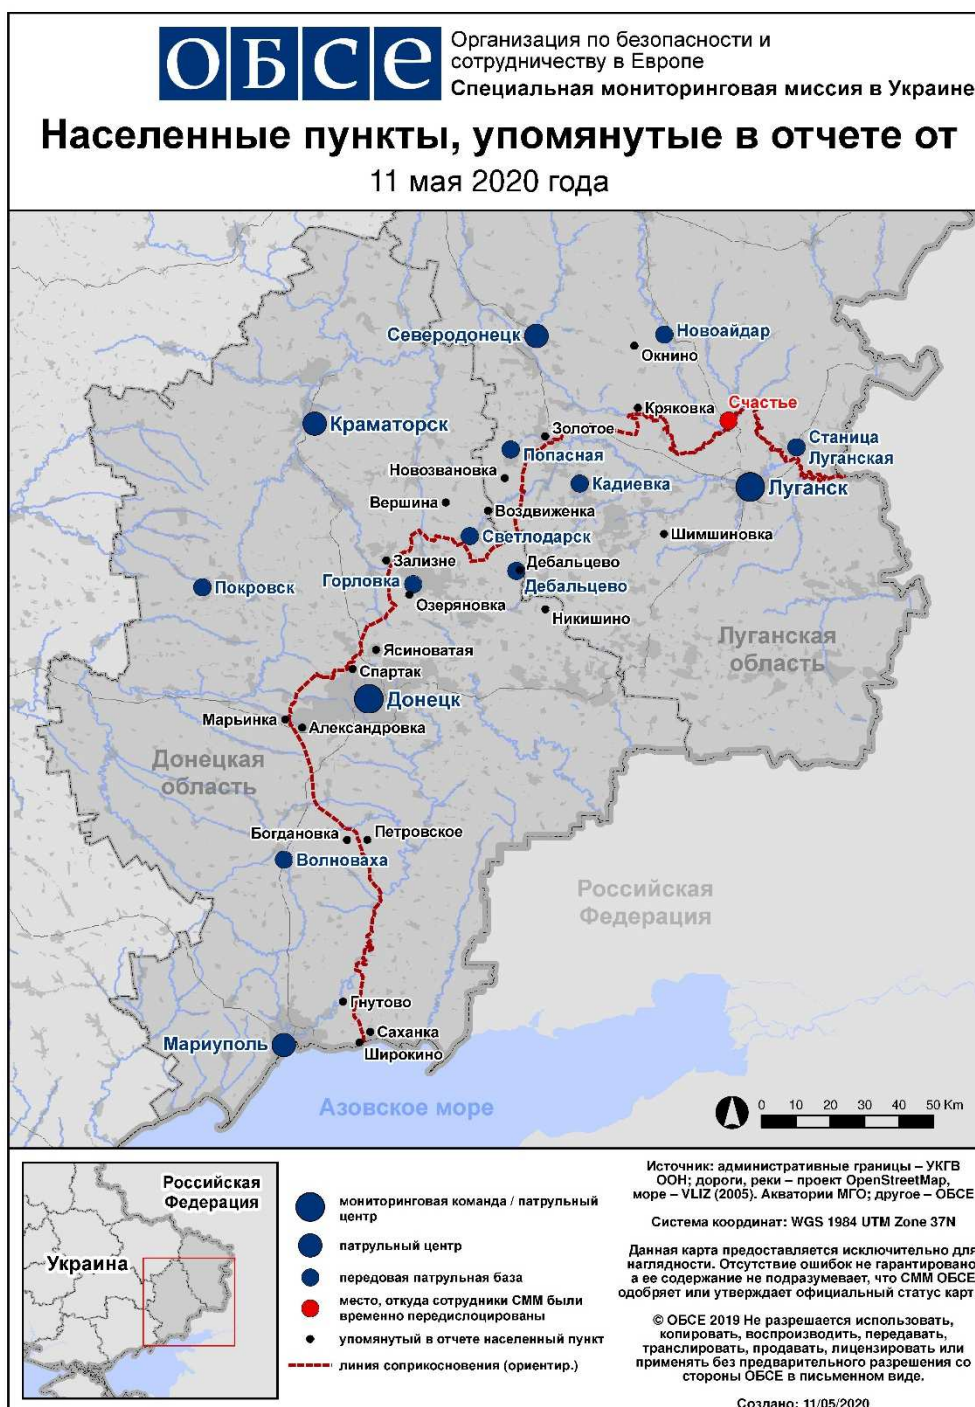 ОБСЕ
Организация по безопасности и
сотрудничеству в Европе
Специальная мониторинговая миссия в Украине
Населенные пункты, упомянутые в отчете от
11 мая 2020 года
Северодонецк
Новоайдар
Окнино
Кряковка
Счастье
Краматорск
Золотое
Станица
Луганская
Попасная
Новозвановка
Кадиевка
Луганск
Вершина
Воздвиженка
Светлодарск
Шимшиновка
Зализне
Дебальцево
Горловка
Дебальцево
Покровск
Озеряновка
Никишино
Луганская
область
Ясиноватая
Спартак
Донецк
Марьинка
Александровка
Донецкая
область
Богдановка
Петровское
Волноваха
Российская
Федерация
Гнутово
Саханка
Мариуполь
Широкино
Азовское море
0 10 20 30 40 50 Km
Российская
Федерация
Украина
мониторинговая команда / патрульный
центр
патрульный центр
передовая патрульная база
место, откуда сотрудники СММ были
временно передислоцированы
упомянутый в отчете населенный пункт
линия соприкосновения (ориентир.)
Источник: административные границы – УКГВ
ООН; дороги, реки – проект OpenStreetMap,
море – VLIZ (2005). Акватории МГО; другое – ОБСЕ
Система координат: WGS 1984 UTM Zone 37N
Данная карта предоставляется исключительно для
наглядности. Отсутствие ошибок не гарантировано
а ее содержание не подразумевает, что СММ ОБСЕ
одобряет или утверждает официальный статус карт
© ОБСЕ 2019 Не разрешается использовать,
копировать, воспроизводить, передавать,
транслировать, продавать, лицензировать или
применять без предварительного разрешения со
стороны ОБСЕ в письменном виде.
Создано: 11/05/2020